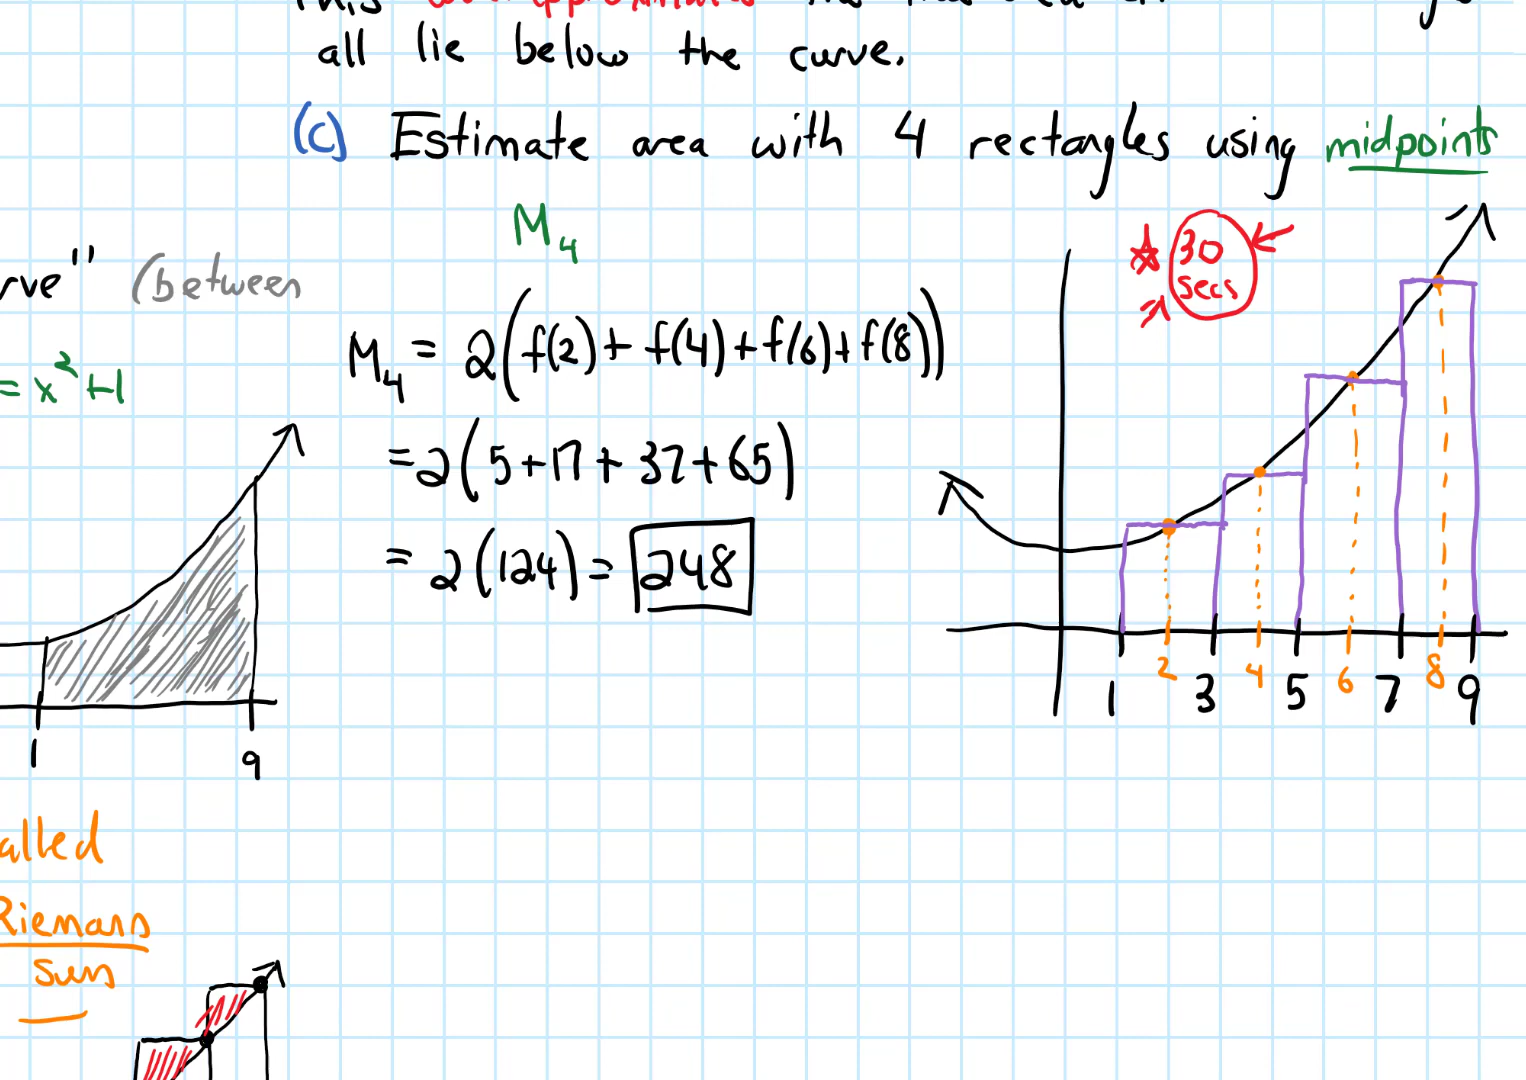 This
all lie below the curve.
(c) Estimate area with 4 rectangles using midpoints
M₄
rve" (between
= x²+1
M₄ = 2(f(2)+ f(4)+f(6)+f(8))
=2(5+17+37+65)
= 2(124)= 248
30
secs
1 2 3 4 5 6 7 8 9
1 9
alled
Riemann
sum